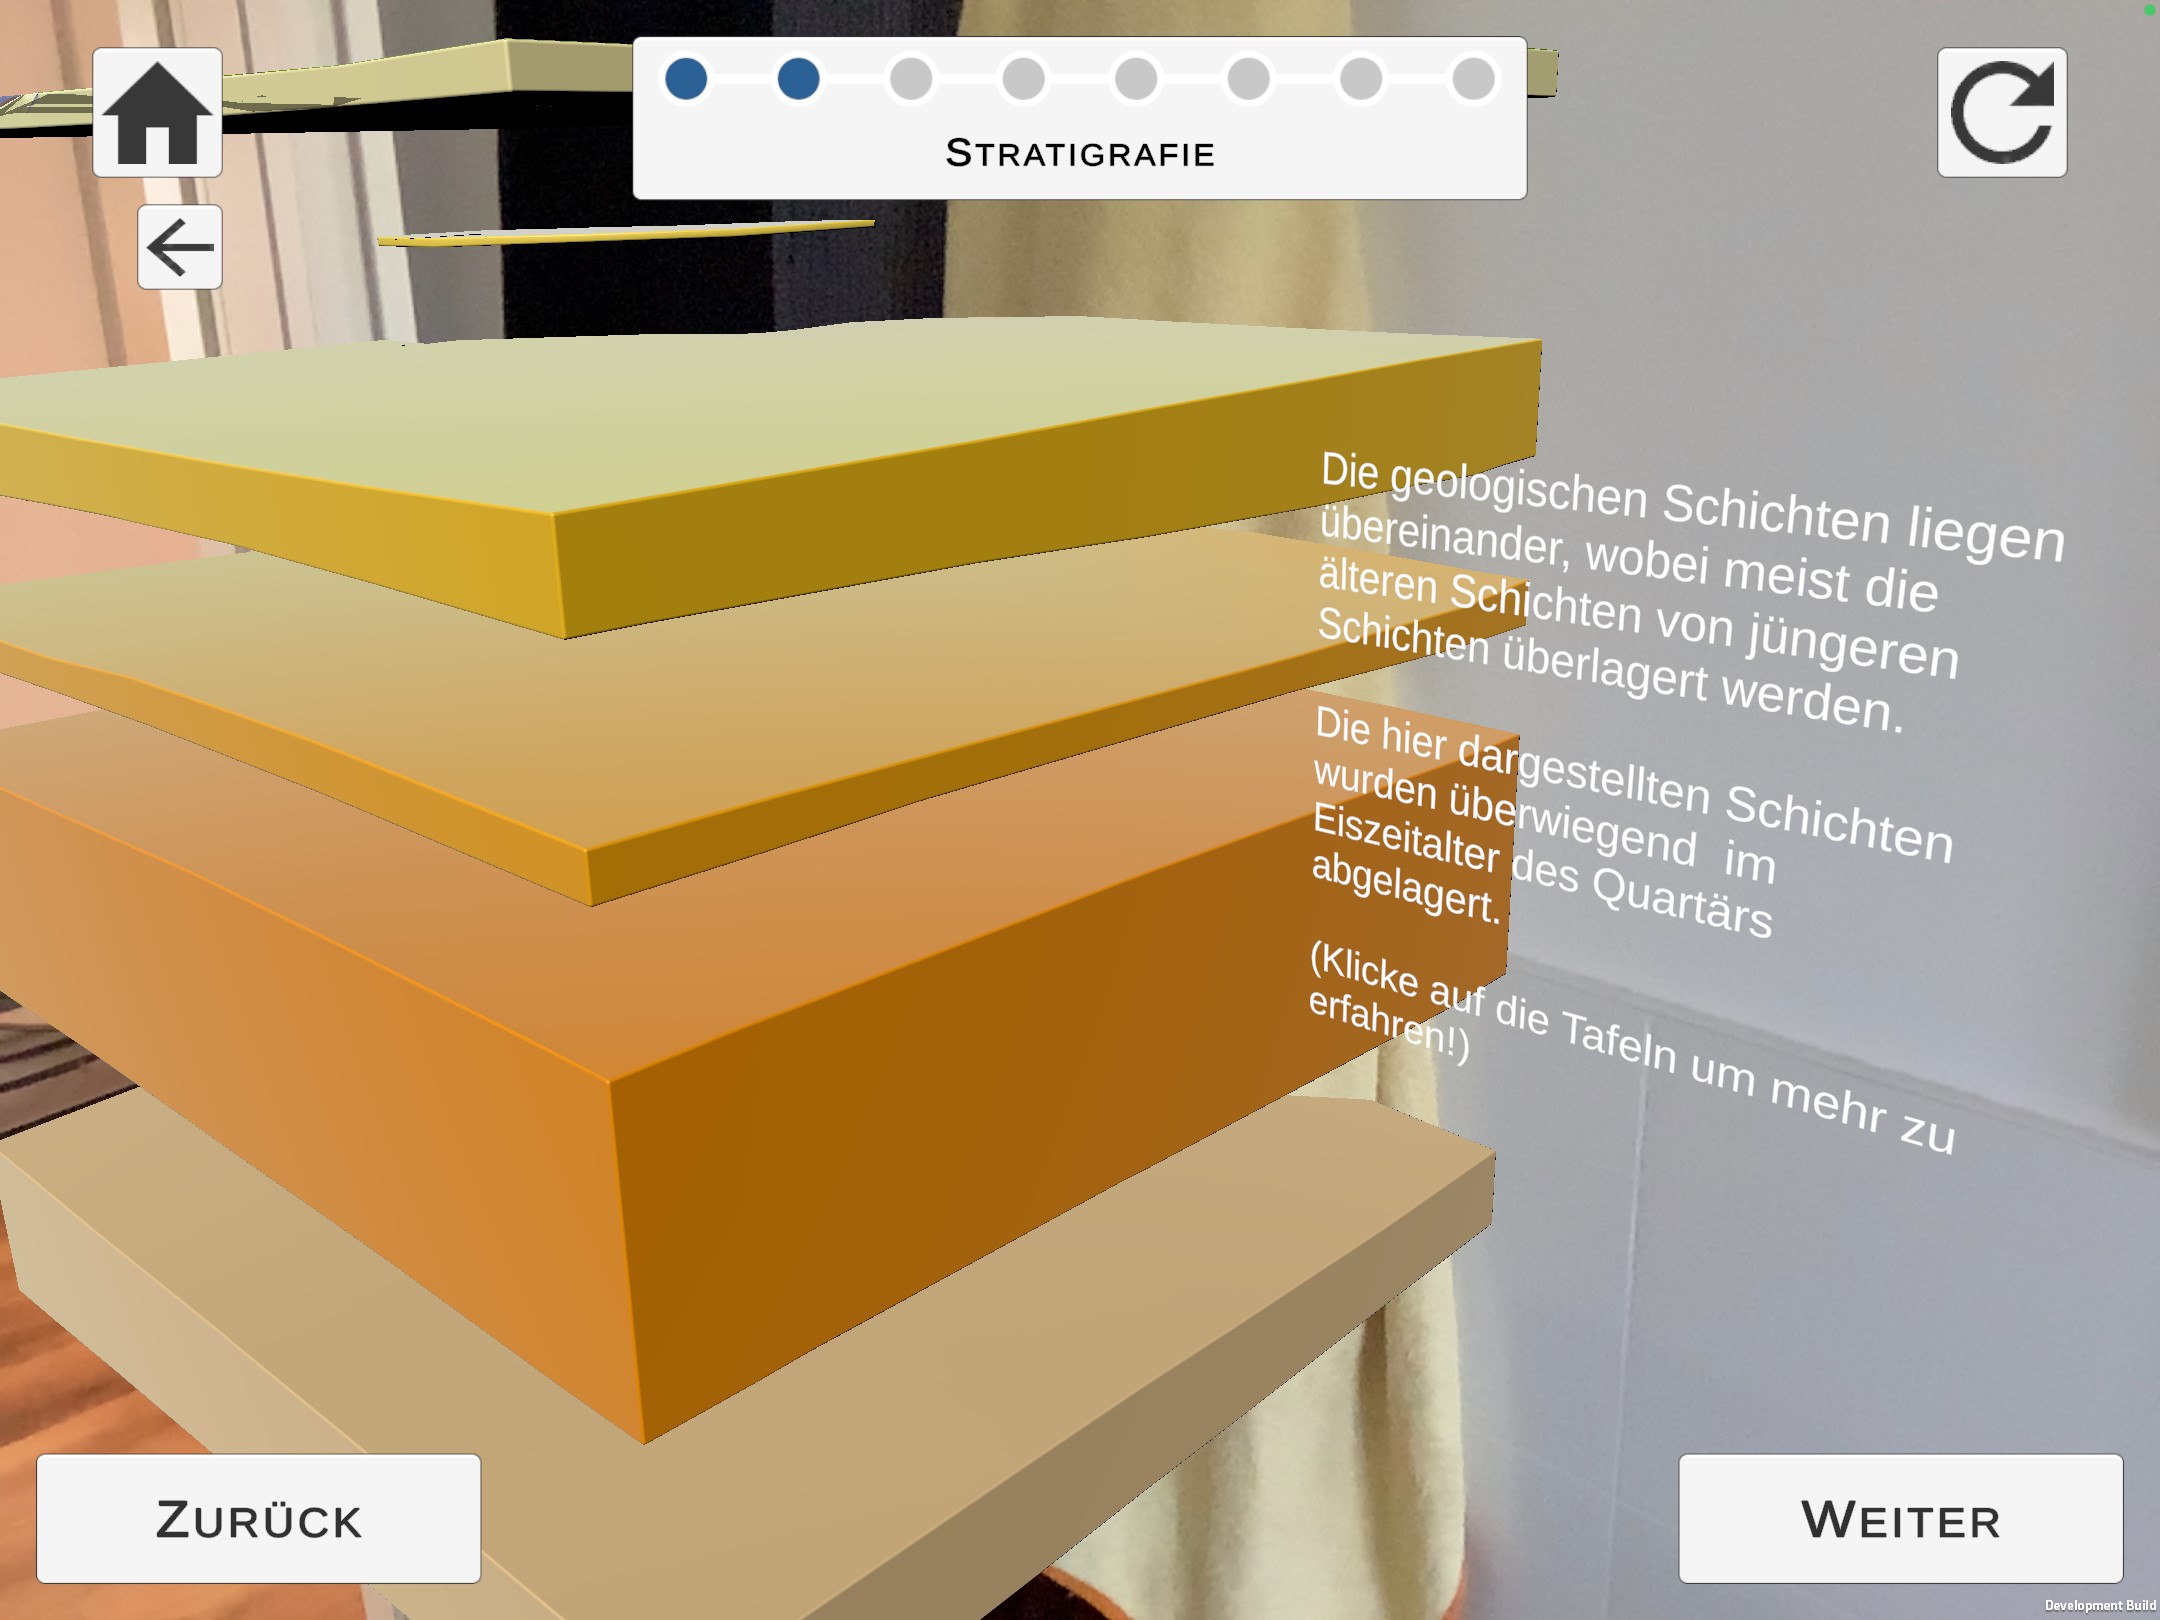 STRATIGRAFIE
Die geologischen Schichten liegen
übereinander, wobei meist die
älteren Schichten von jüngeren
Schichten überlagert werden.
Die hier dargestellten Schichten
wurden überwiegend im
Eiszeitalter des Quartärs
abgelagert.
(Klicke auf die Tafeln um mehr zu
erfahren!)
ZURÜCK
WEITER
Development Build